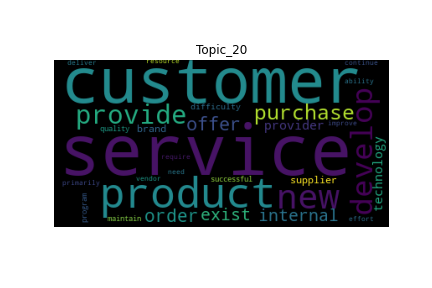 Topic_20
deliver resource continue
customer
ability
provide difficulty purchase
offer
quality brand provider improve
service
require
develop
technology
need
primarily vendor successful supplier
product new
program
maintain order exist internal effort